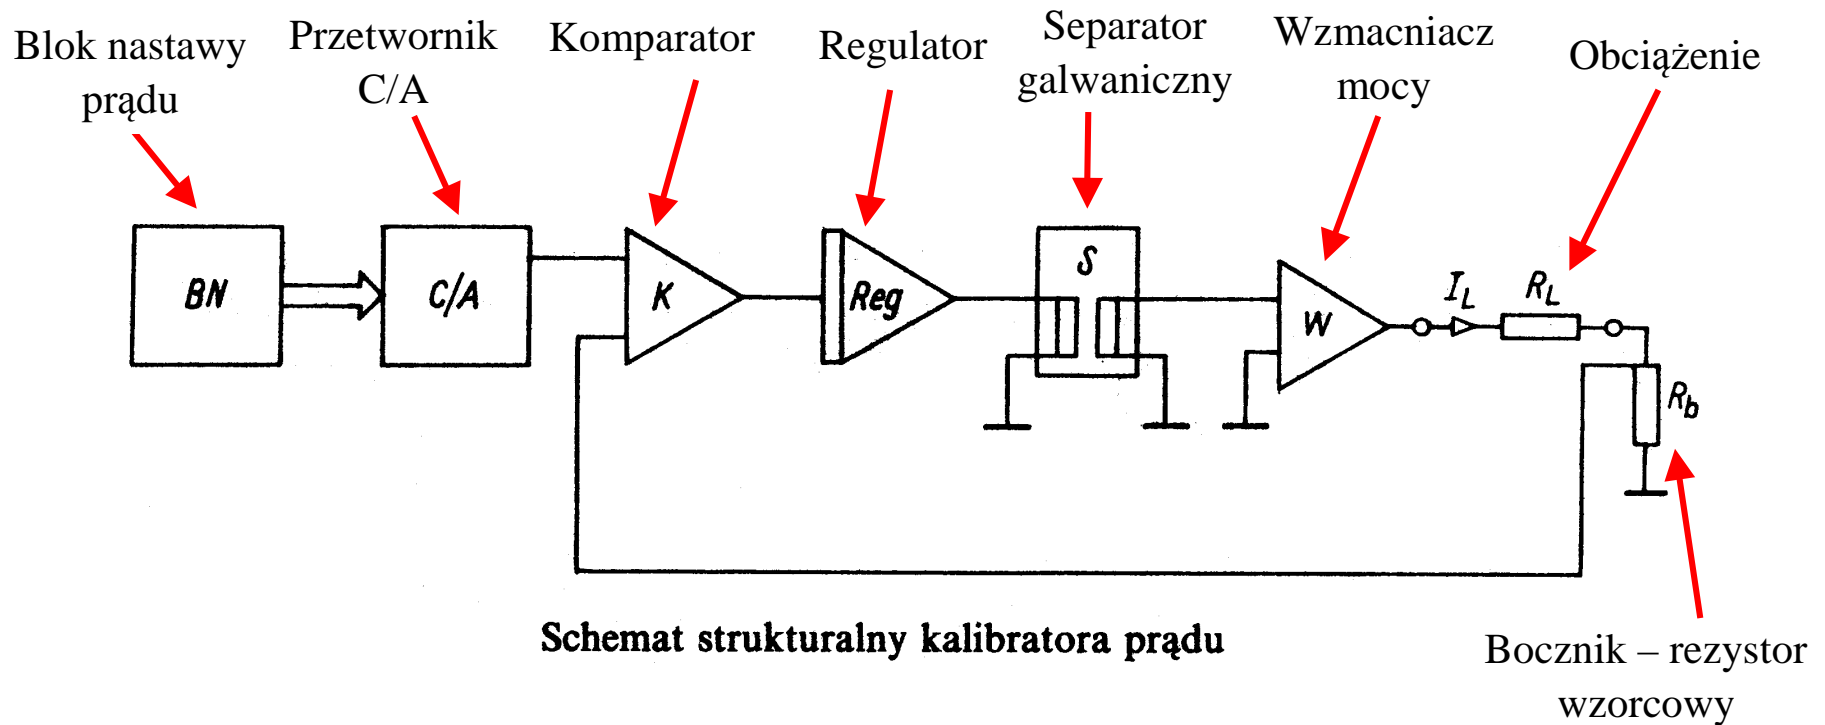 Blok nastawy
prądu
Przetwornik
C/A
Komparator
Regulator
Separator
galwaniczny
Wzmacniacz
mocy
Obciążenie
BN
C/A
K
Reg
S
W
I_L
R_L
R_b
Schemat strukturalny kalibratora prądu
Bocznik – rezystor
wzorcowy